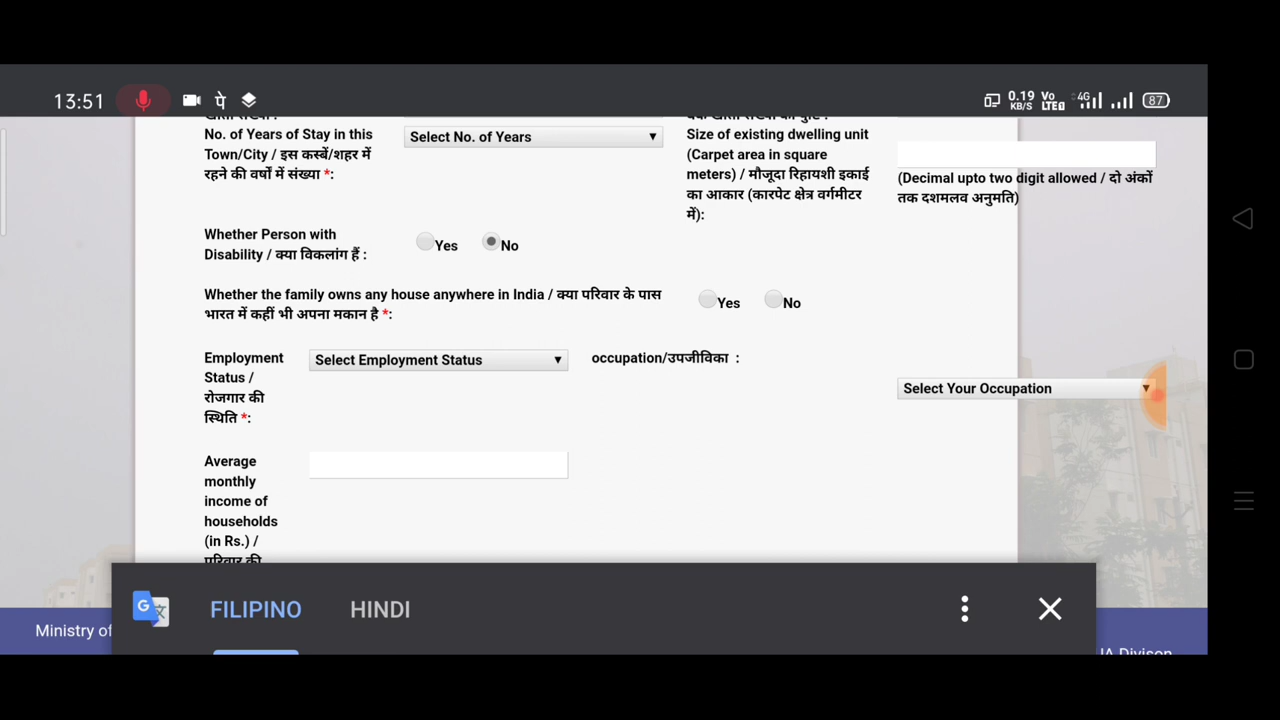 13:51 पे 0.19 KB/S Vo LTE1 4G 87
No. of Years of Stay in this
Town/City / इस कस्बें/शहर में
रहने की वर्षों में संख्या *:
Select No. of Years
Size of existing dwelling unit
(Carpet area in square
meters) / मौजूदा रिहायशी इकाई
का आकार (कारपेट क्षेत्र वर्गमीटर
में):
(Decimal upto two digit allowed / दो अंकों
तक दशमलव अनुमति)
Whether Person with
Disability / क्या विकलांग हैं :
Yes No
Whether the family owns any house anywhere in India / क्या परिवार के पास
भारत में कहीं भी अपना मकान है *:
Yes No
Employment
Status /
रोजगार की
स्थिति *:
Select Employment Status
occupation/उपजीविका :
Select Your Occupation
Average
monthly
income of
households
(in Rs.) /
परिवार की
FILIPINO HINDI
Ministry of
IA Divison